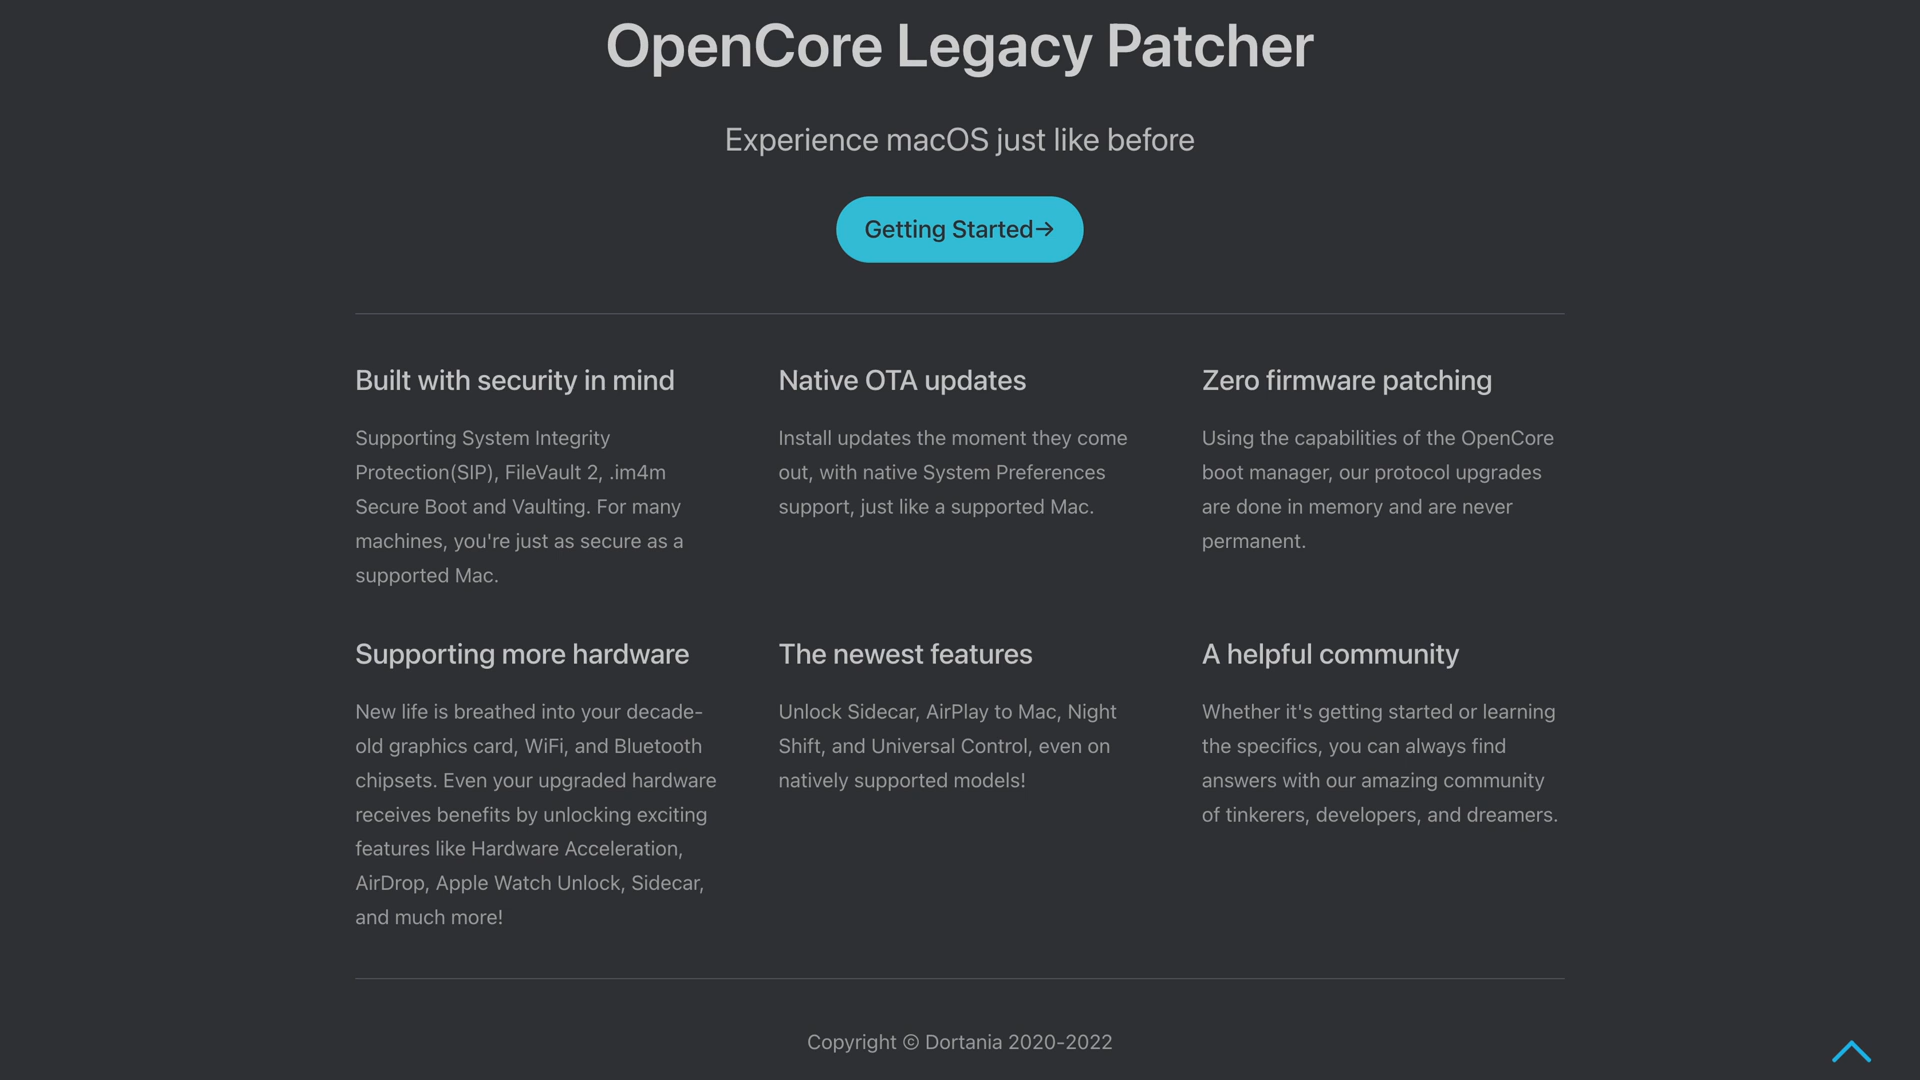 OpenCore Legacy Patcher
Experience macOS just like before
Getting Started→
Built with security in mind
Supporting System Integrity
Protection(SIP), FileVault 2, .im4m
Secure Boot and Vaulting. For many
machines, you're just as secure as a
supported Mac.
Native OTA updates
Install updates the moment they come
out, with native System Preferences
support, just like a supported Mac.
Zero firmware patching
Using the capabilities of the OpenCore
boot manager, our protocol upgrades
are done in memory and are never
permanent.
Supporting more hardware
New life is breathed into your decade-
old graphics card, WiFi, and Bluetooth
chipsets. Even your upgraded hardware
receives benefits by unlocking exciting
features like Hardware Acceleration,
AirDrop, Apple Watch Unlock, Sidecar,
and much more!
The newest features
Unlock Sidecar, AirPlay to Mac, Night
Shift, and Universal Control, even on
natively supported models!
A helpful community
Whether it's getting started or learning
the specifics, you can always find
answers with our amazing community
of tinkerers, developers, and dreamers.
Copyright © Dortania 2020-2022